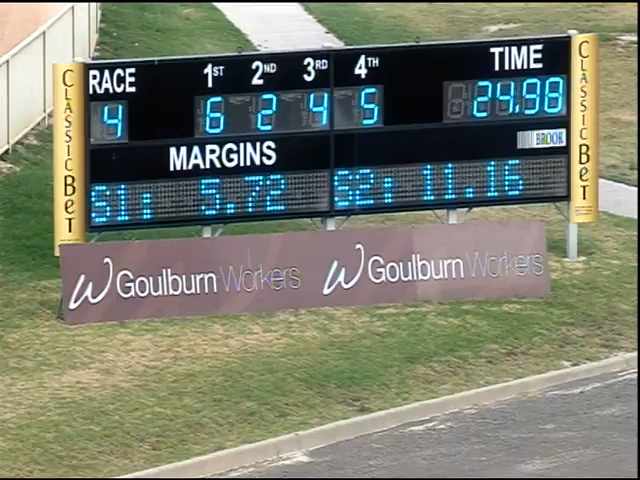 RACE 1ST 2ND 3RD 4TH TIME
4 6 2 4 5 24.98
MARGINS BROOK
S1: 5.72 S2: 11.16
CLASSICBET
CLASSICBET
W Goulburn Workers W Goulburn Workers